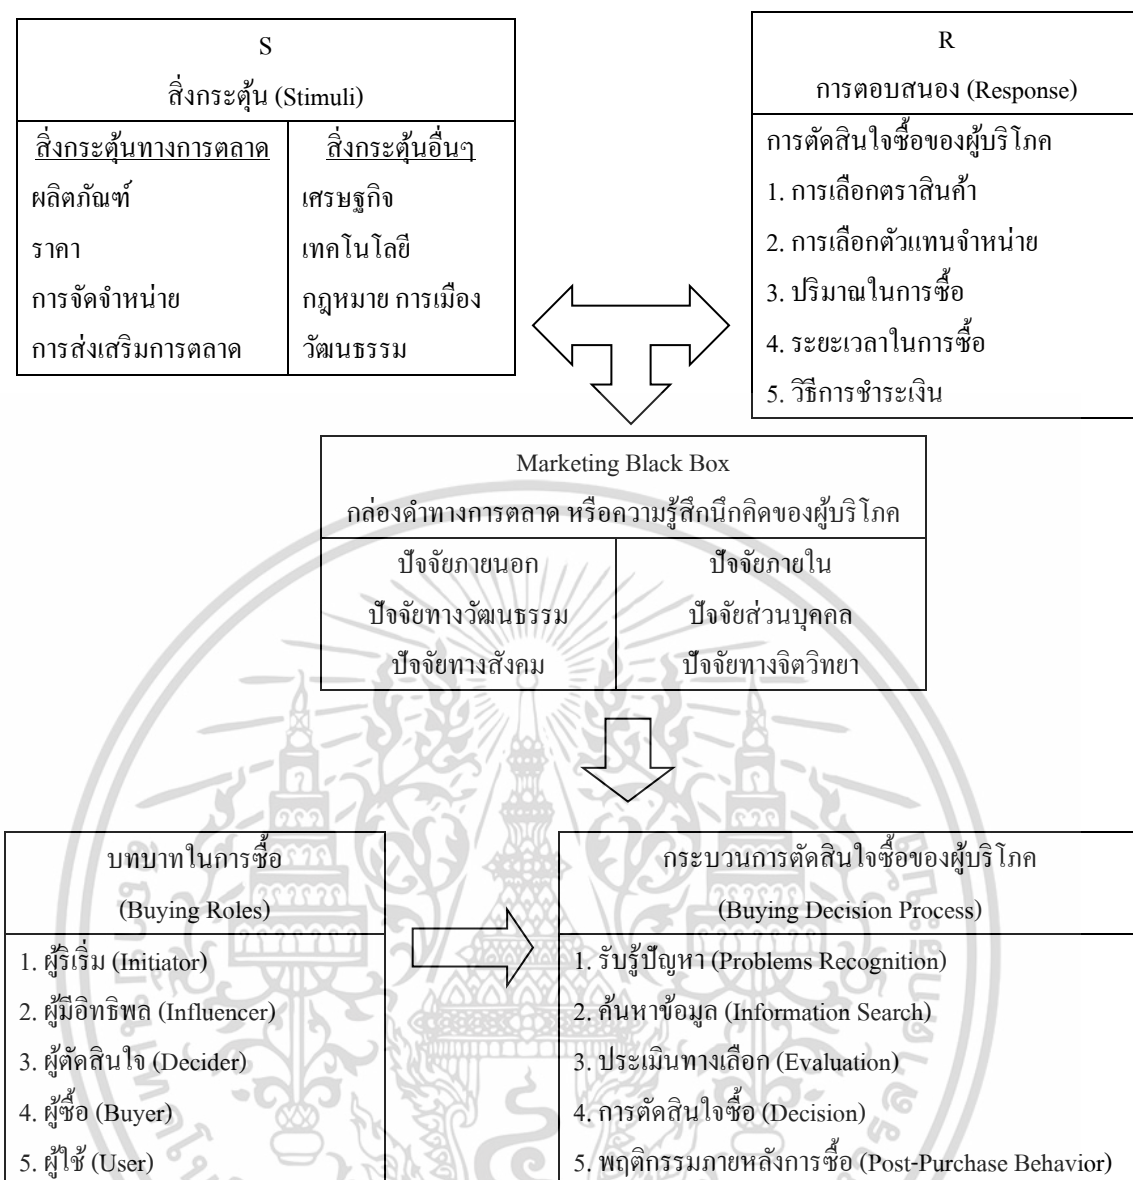 S
สิ่งกระตุ้น (Stimuli)
สิ่งกระตุ้นทางการตลาด
ผลิตภัณฑ์
ราคา
การจัดจำหน่าย
การส่งเสริมการตลาด
สิ่งกระตุ้นอื่นๆ
เศรษฐกิจ
เทคโนโลยี
กฎหมาย การเมือง
วัฒนธรรม
R
การตอบสนอง (Response)
การตัดสินใจซื้อของผู้บริโภค
1. การเลือกตราสินค้า
2. การเลือกตัวแทนจำหน่าย
3. ปริมาณในการซื้อ
4. ระยะเวลาในการซื้อ
5. วิธีการชำระเงิน
Marketing Black Box
กล่องดำทางการตลาด หรือความรู้สึกนึกคิดของผู้บริโภค
ปัจจัยภายนอก
ปัจจัยทางวัฒนธรรม
ปัจจัยทางสังคม
ปัจจัยภายใน
ปัจจัยส่วนบุคคล
ปัจจัยทางจิตวิทยา
บทบาทในการซื้อ
(Buying Roles)
1. ผู้ริเริ่ม (Initiator)
2. ผู้มีอิทธิพล (Influencer)
3. ผู้ตัดสินใจ (Decider)
4. ผู้ซื้อ (Buyer)
5. ผู้ใช้ (User)
กระบวนการตัดสินใจซื้อของผู้บริโภค
(Buying Decision Process)
1. รับรู้ปัญหา (Problems Recognition)
2. ค้นหาข้อมูล (Information Search)
3. ประเมินทางเลือก (Evaluation)
4. การตัดสินใจซื้อ (Decision)
5. พฤติกรรมภายหลังการซื้อ (Post-Purchase Behavior)